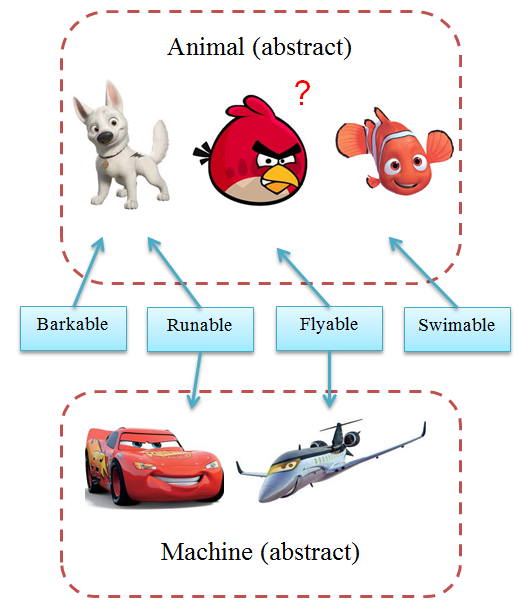 Animal (abstract)
?
Barkable
Runable
Flyable
Swimable
Machine (abstract)